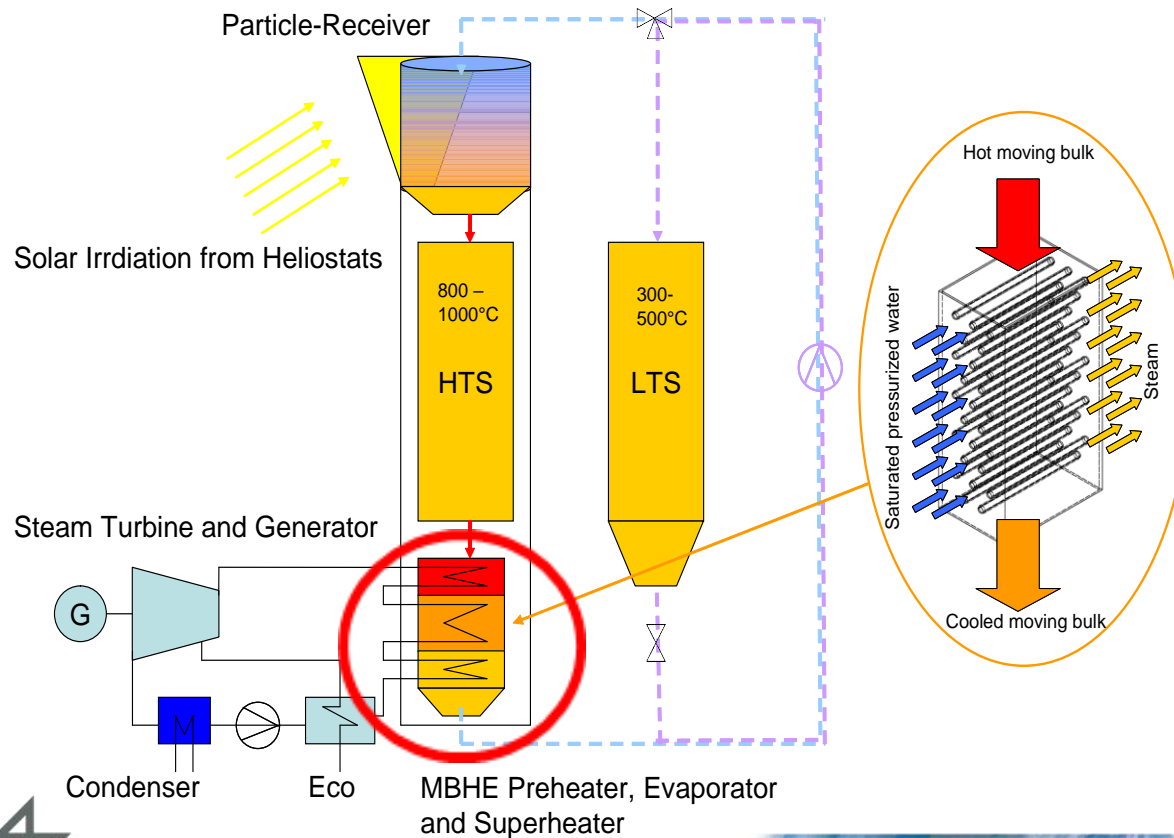 Particle-Receiver
Solar Irrdiation from Heliostats
800 –
1000°C
HTS
300-
500°C
LTS
Hot moving bulk
Saturated pressurized water
Steam
Cooled moving bulk
Steam Turbine and Generator
G
Condenser
Eco
MBHE Preheater, Evaporator
and Superheater